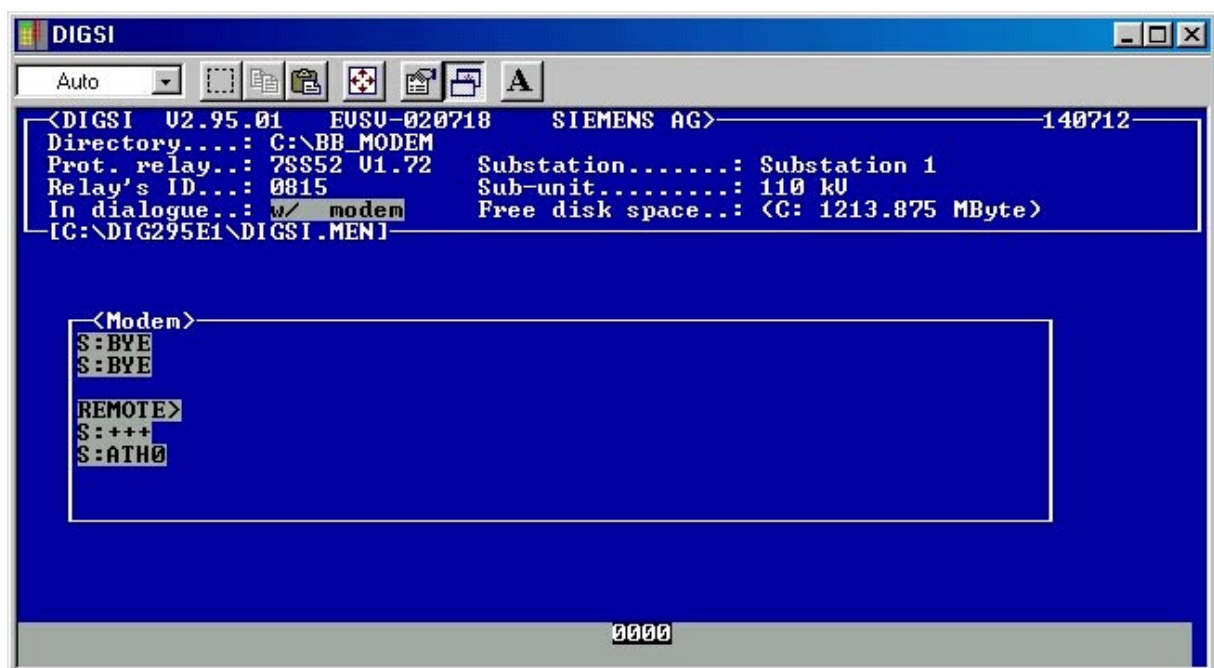 DIGSI
Auto
A
<DIGSI V2.95.01 EVSV-020718 SIEMENS AG> 140712
Directory....: C:\BB_MODEM
Prot. relay..: 7SS52 V1.72 Substation.......: Substation 1
Relay's ID...: 0815 Sub-unit.........: 110 kV
In dialogue..: w/ modem Free disk space..: (C: 1213.875 MByte)
[C:\DIG295E1\DIGSI.MEN]
<Modem>
S:BYE
S:BYE
REMOTE>
S:+++
S:ATH0
0000